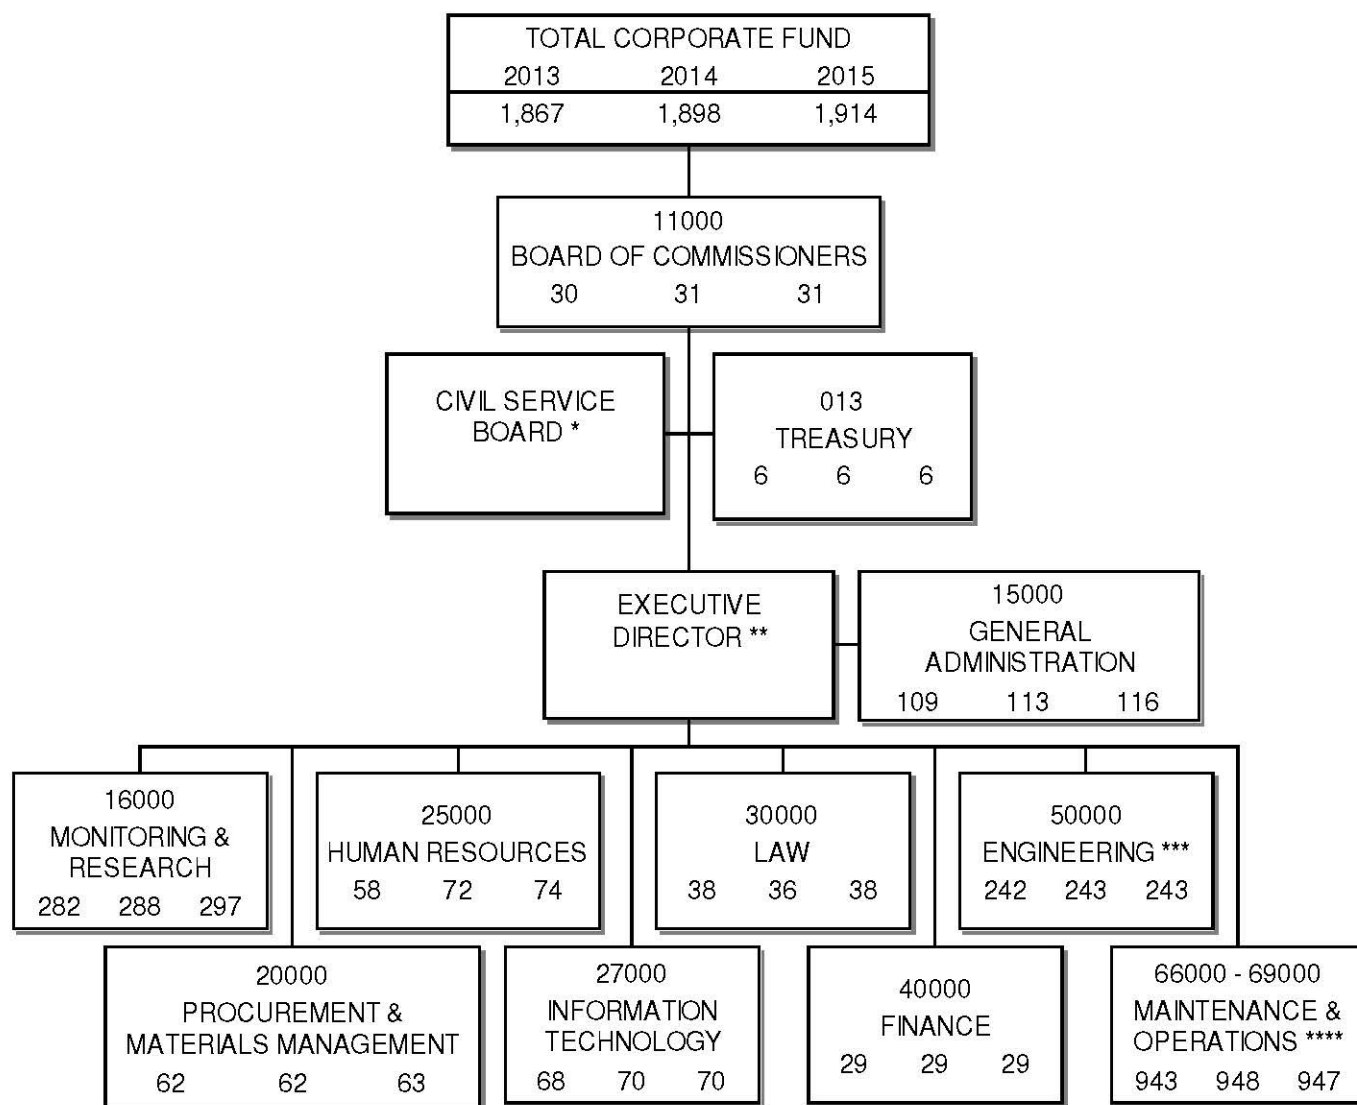 TOTAL CORPORATE FUND
2013 2014 2015
1,867 1,898 1,914
11000
BOARD OF COMMISSIONERS
30 31 31
CIVIL SERVICE
BOARD *
013
TREASURY
6 6 6
EXECUTIVE
DIRECTOR **
15000
GENERAL
ADMINISTRATION
109 113 116
16000
MONITORING &
RESEARCH
282 288 297
25000
HUMAN RESOURCES
58 72 74
30000
LAW
38 36 38
50000
ENGINEERING ***
242 243 243
20000
PROCUREMENT &
MATERIALS MANAGEMENT
62 62 63
27000
INFORMATION
TECHNOLOGY
68 70 70
40000
FINANCE
29 29 29
66000 - 69000
MAINTENANCE &
OPERATIONS ****
943 948 947